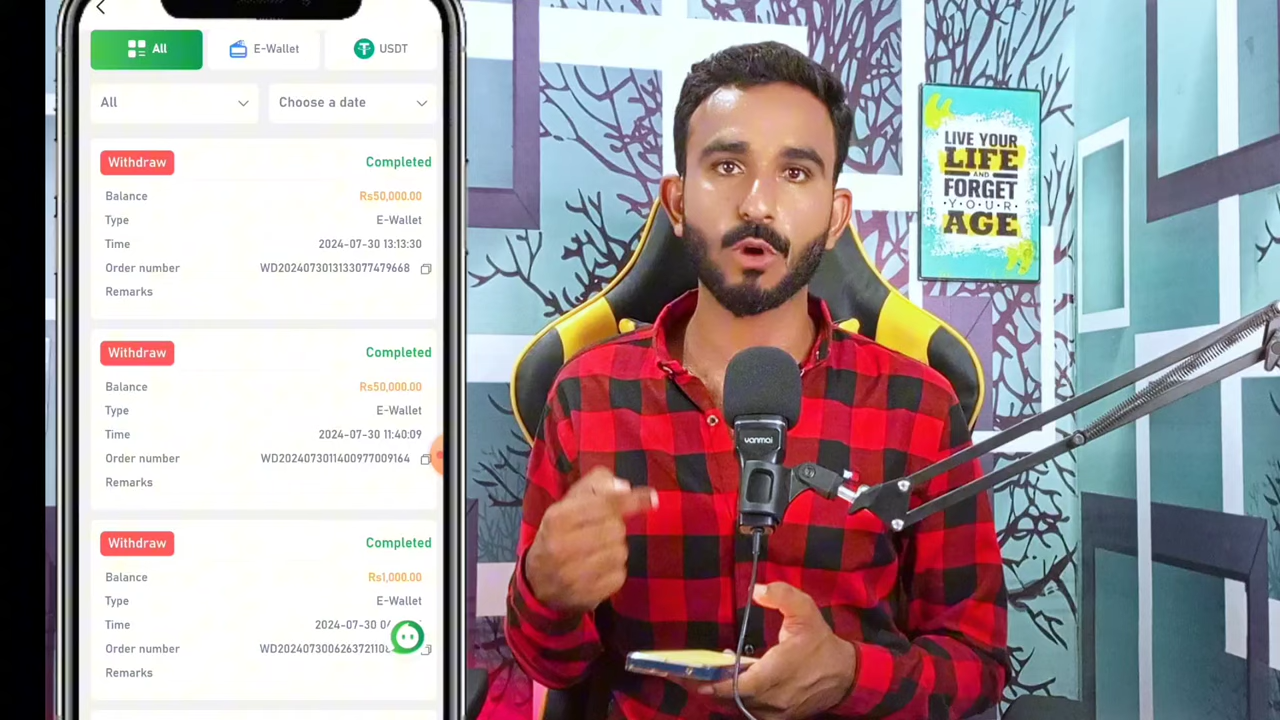 All
E-Wallet
USDT
All
Choose a date
Withdraw
Completed
Balance
Rs50,000.00
Type
E-Wallet
Time
2024-07-30 13:13:30
Order number
WD2024073013133077479668
Remarks
Withdraw
Completed
Balance
Rs50,000.00
Type
E-Wallet
Time
2024-07-30 11:40:09
Order number
WD2024073011400977009164
Remarks
Withdraw
Completed
Balance
Rs1,000.00
Type
E-Wallet
Time
2024-07-30
Order number
Remarks
LIVE YOUR
LIFE
AND
FORGET
YOUR
AGE
vanmai